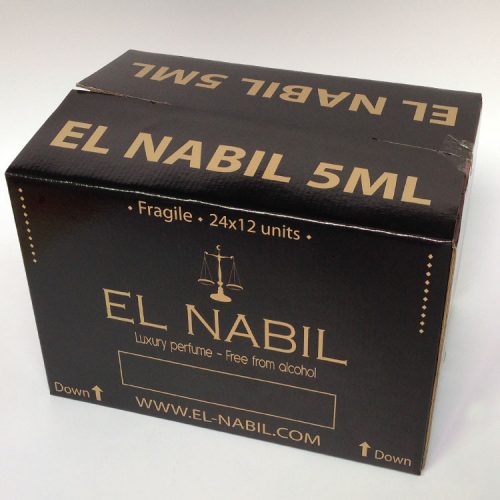 EL NABIL 5ML
EL NABIL 5ML
• Fragile • 24x12 units •
EL NABIL
Luxury perfume - Free from alcohol
Down
WWW.EL-NABIL.COM
Down